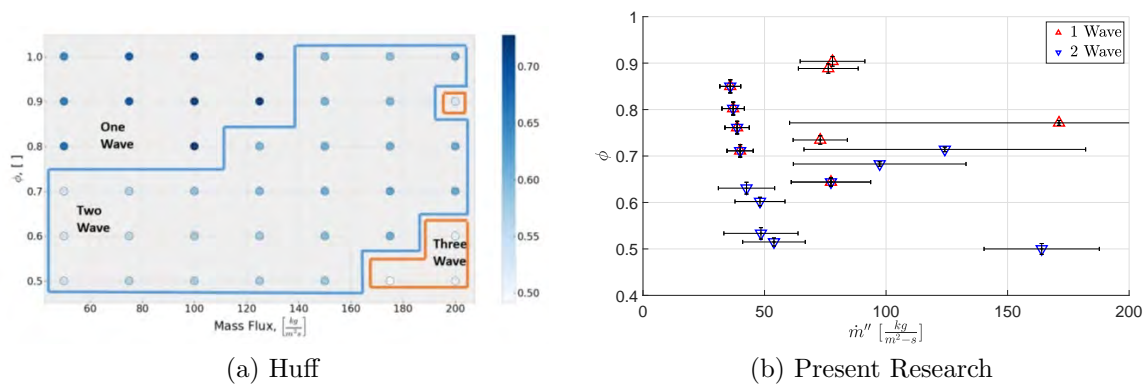 1.0
0.9
0.8
0.7
0.6
0.5
φ, [ ]
One
Wave
Two
Wave
Three
Wave
60 80 100 120 140 160 180 200
Mass Flux, [kg/m²s]
0.70
0.65
0.60
0.55
0.50
(a) Huff
1
0.9
0.8
0.7
0.6
0.5
0.4
φ
1 Wave
2 Wave
0 50 100 150 200
ṁ'' [kg/m²−s]
(b) Present Research